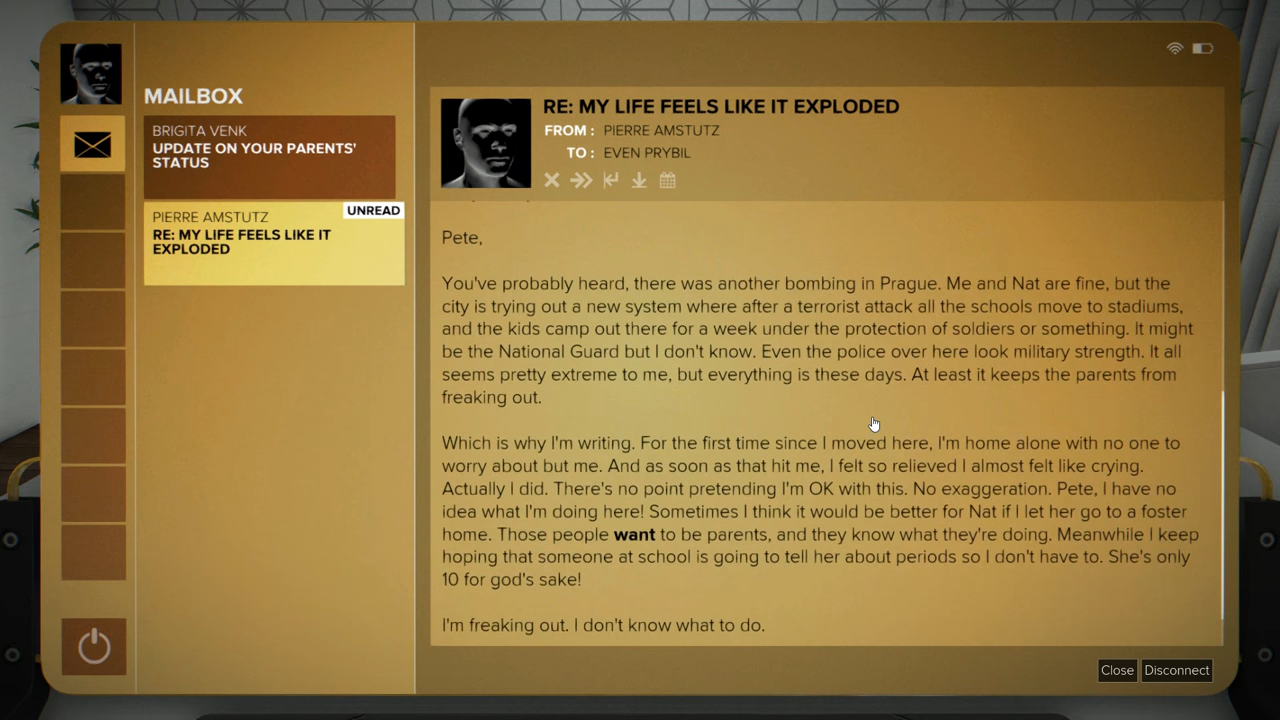 MAILBOX
BRIGITA VENK
UPDATE ON YOUR PARENTS'
STATUS
UNREAD
PIERRE AMSTUTZ
RE: MY LIFE FEELS LIKE IT
EXPLODED
RE: MY LIFE FEELS LIKE IT EXPLODED
FROM : PIERRE AMSTUTZ
TO : EVEN PRYBIL
Pete,
You've probably heard, there was another bombing in Prague. Me and Nat are fine, but the
city is trying out a new system where after a terrorist attack all the schools move to stadiums,
and the kids camp out there for a week under the protection of soldiers or something. It might
be the National Guard but I don't know. Even the police over here look military strength. It all
seems pretty extreme to me, but everything is these days. At least it keeps the parents from
freaking out.
Which is why I'm writing. For the first time since I moved here, I'm home alone with no one to
worry about but me. And as soon as that hit me, I felt so relieved I almost felt like crying.
Actually I did. There's no point pretending I'm OK with this. No exaggeration. Pete, I have no
idea what I'm doing here! Sometimes I think it would be better for Nat if I let her go to a foster
home. Those people want to be parents, and they know what they're doing. Meanwhile I keep
hoping that someone at school is going to tell her about periods so I don't have to. She's only
10 for god's sake!
I'm freaking out. I don't know what to do.
Close
Disconnect